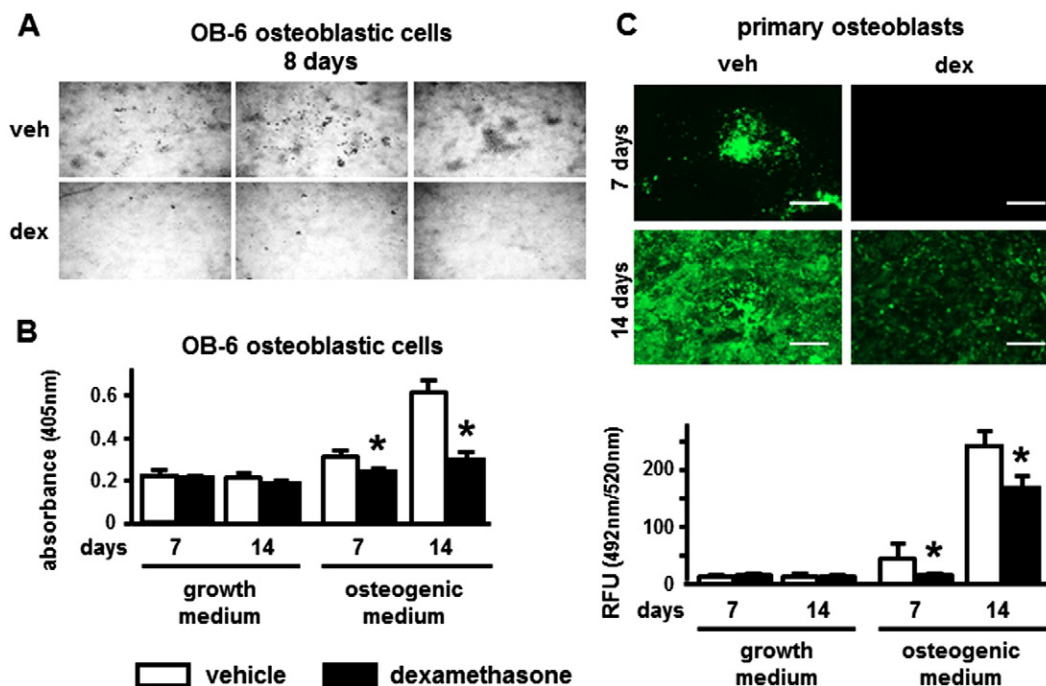 A
OB-6 osteoblastic cells
8 days
veh
dex
B
OB-6 osteoblastic cells
absorbance (405nm)
0.6
0.4
0.2
0
days 7 14 7 14
growth medium
osteogenic medium
vehicle dexamethasone
C
primary osteoblasts
veh dex
7 days
14 days
RFU (492nm/520nm)
200
150
50
0
* *
* *
days 7 14 7 14
growth medium
osteogenic medium